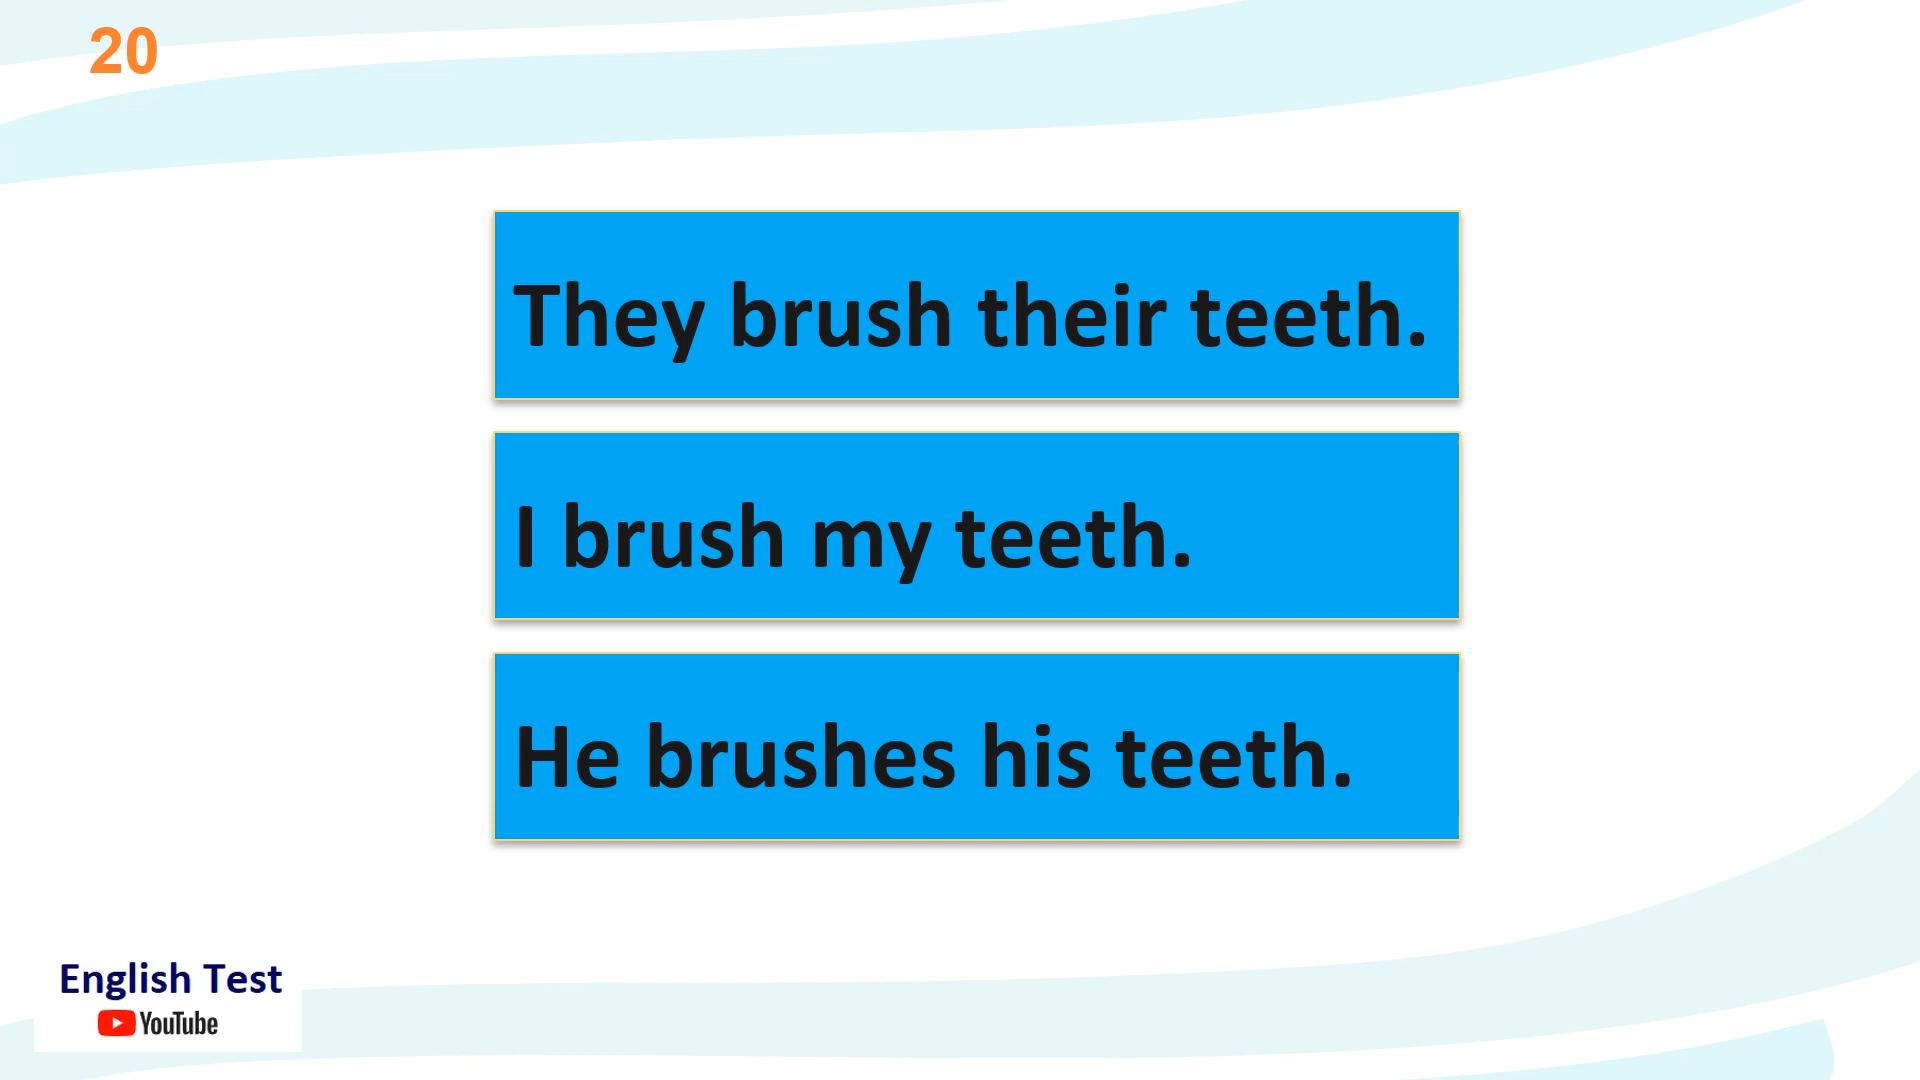 20
They brush their teeth.
I brush my teeth.
He brushes his teeth.
English Test
YouTube